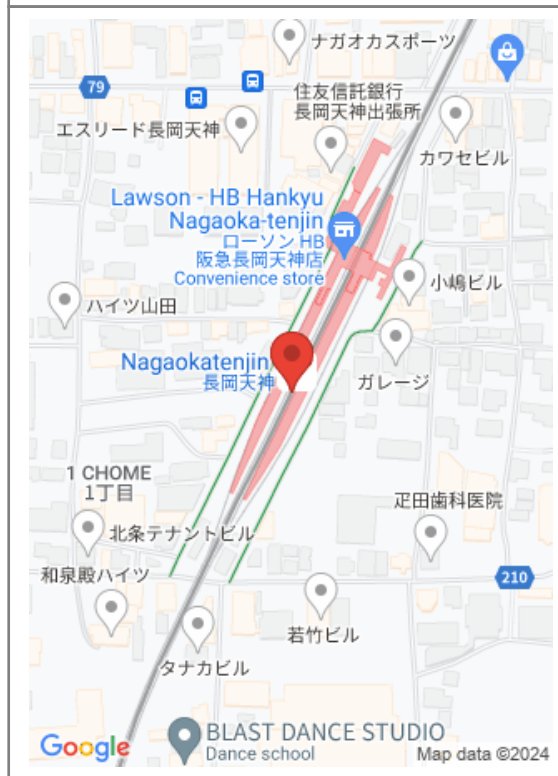 ナガオカスポーツ
79
住友信託銀行
長岡天神出張所
エスリード長岡天神
カワセビル
Lawson - HB Hankyu
Nagaoka-tenjin
ローソン HB
阪急長岡天神店
Convenience store
小嶋ビル
ハイツ山田
Nagaokatenjin
長岡天神
ガレージ
1 CHOME
1丁目
疋田歯科医院
北条テナントビル
和泉殿ハイツ
210
若竹ビル
タナカビル
BLAST DANCE STUDIO
Dance school
Google
Map data ©2024